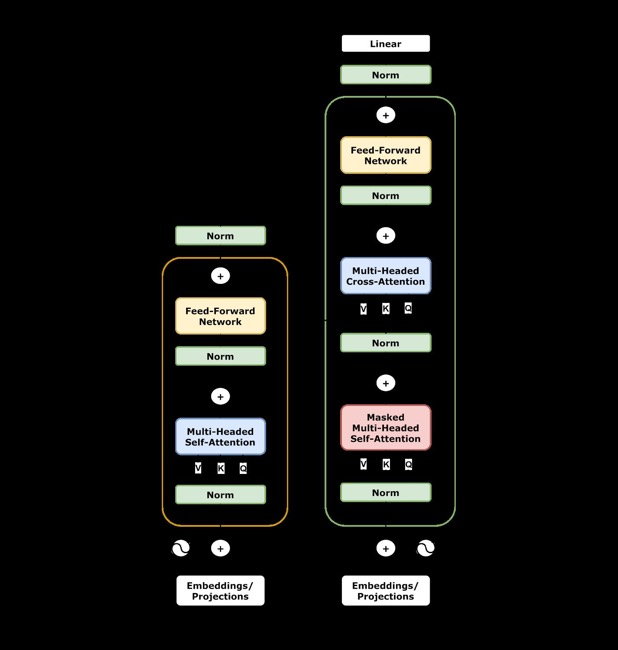 Norm
+
Feed-Forward
Network
Norm
+
Multi-Headed
Self-Attention
V K Q
Norm
+
Embeddings/
Projections
Linear
Norm
+
Feed-Forward
Network
Norm
+
Multi-Headed
Cross-Attention
V K Q
Norm
+
Masked
Multi-Headed
Self-Attention
V K Q
Norm
+
Embeddings/
Projections